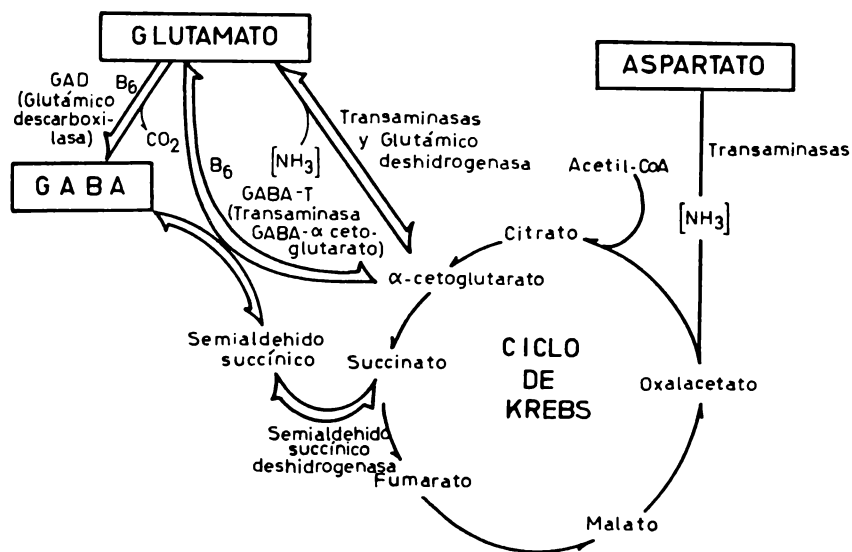 GLUTAMATO
ASPARTATO
GAD
(Glutámico
descarboxi-
lasa)
B6
CO2
GABA
B6
[NH3]
GABA-T
(Transaminasa
GABA-α ceto-
glutarato)
Transaminasas
y Glutámico
deshidrogenasa
Acetil-CoA
Transaminasas
[NH3]
Citrato
α-cetoglutarato
Semialdehido
succínico
Succinato
CICLO
DE
KREBS
Oxalacetato
Semialdehido
succínico
deshidrogenasa
Fumarato
Malato